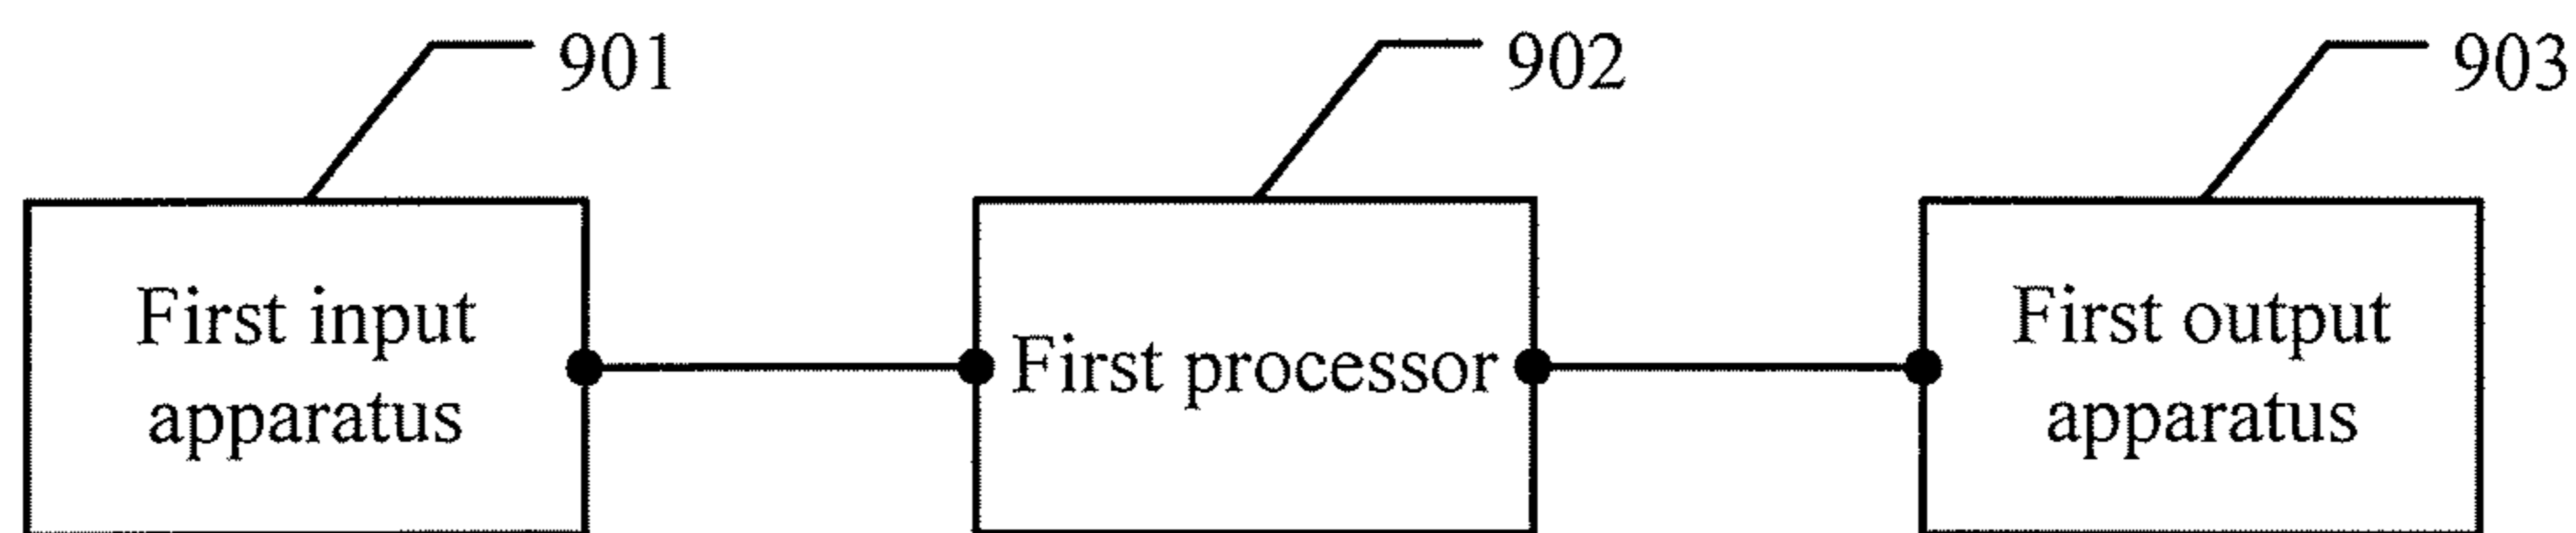 901
902
903
First input
apparatus
First processor
First output
apparatus